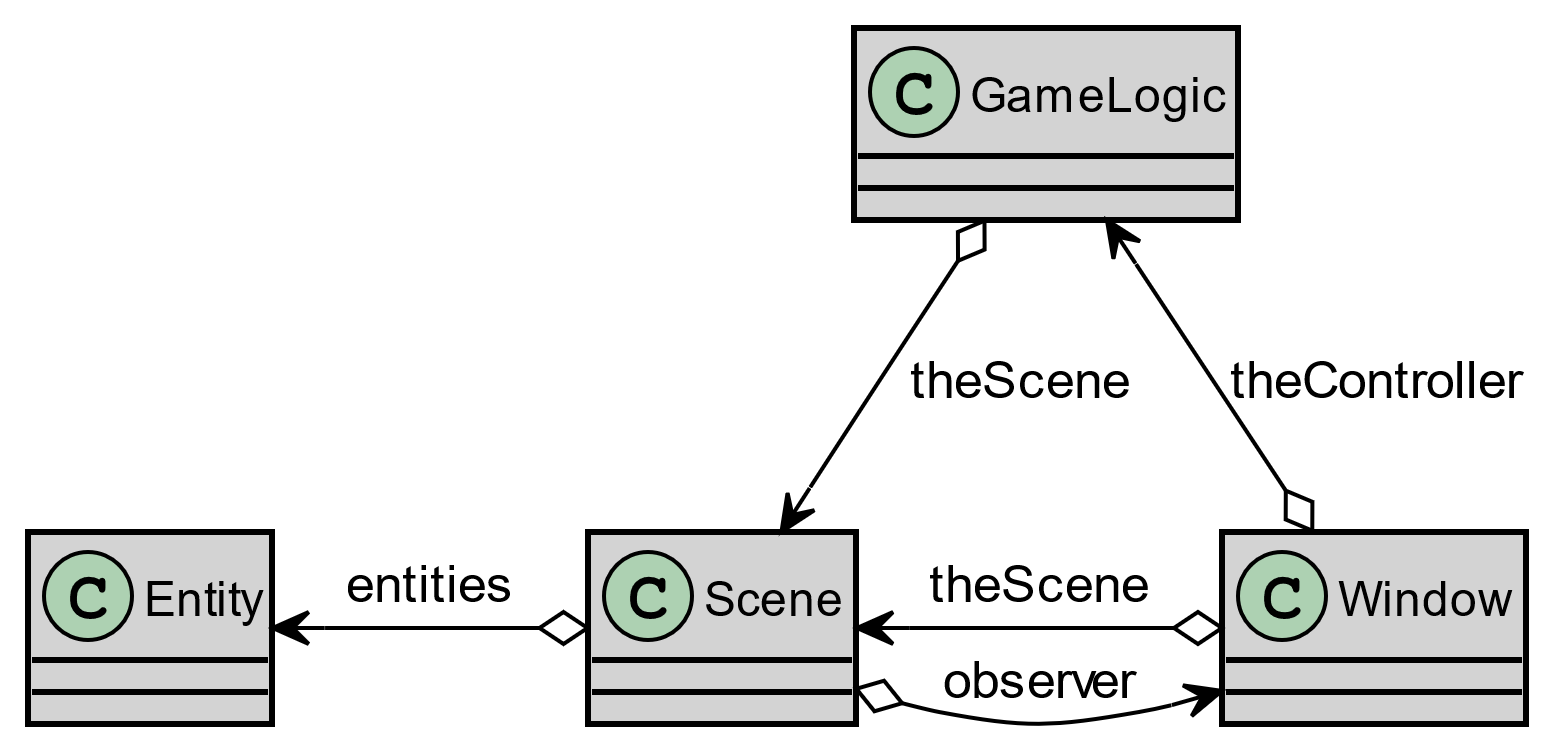 C GameLogic
theScene
theController
C Entity
entities
C Scene
theScene
C Window
observer